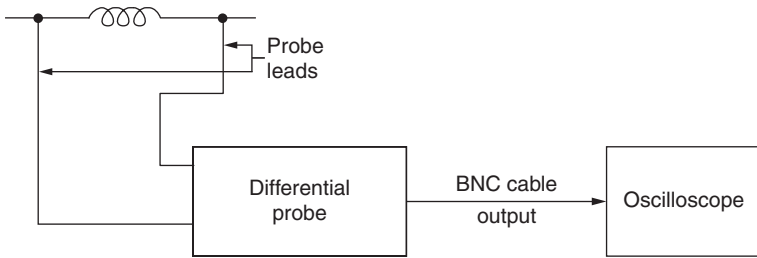 Probe
leads
Differential
probe
BNC cable
output
Oscilloscope